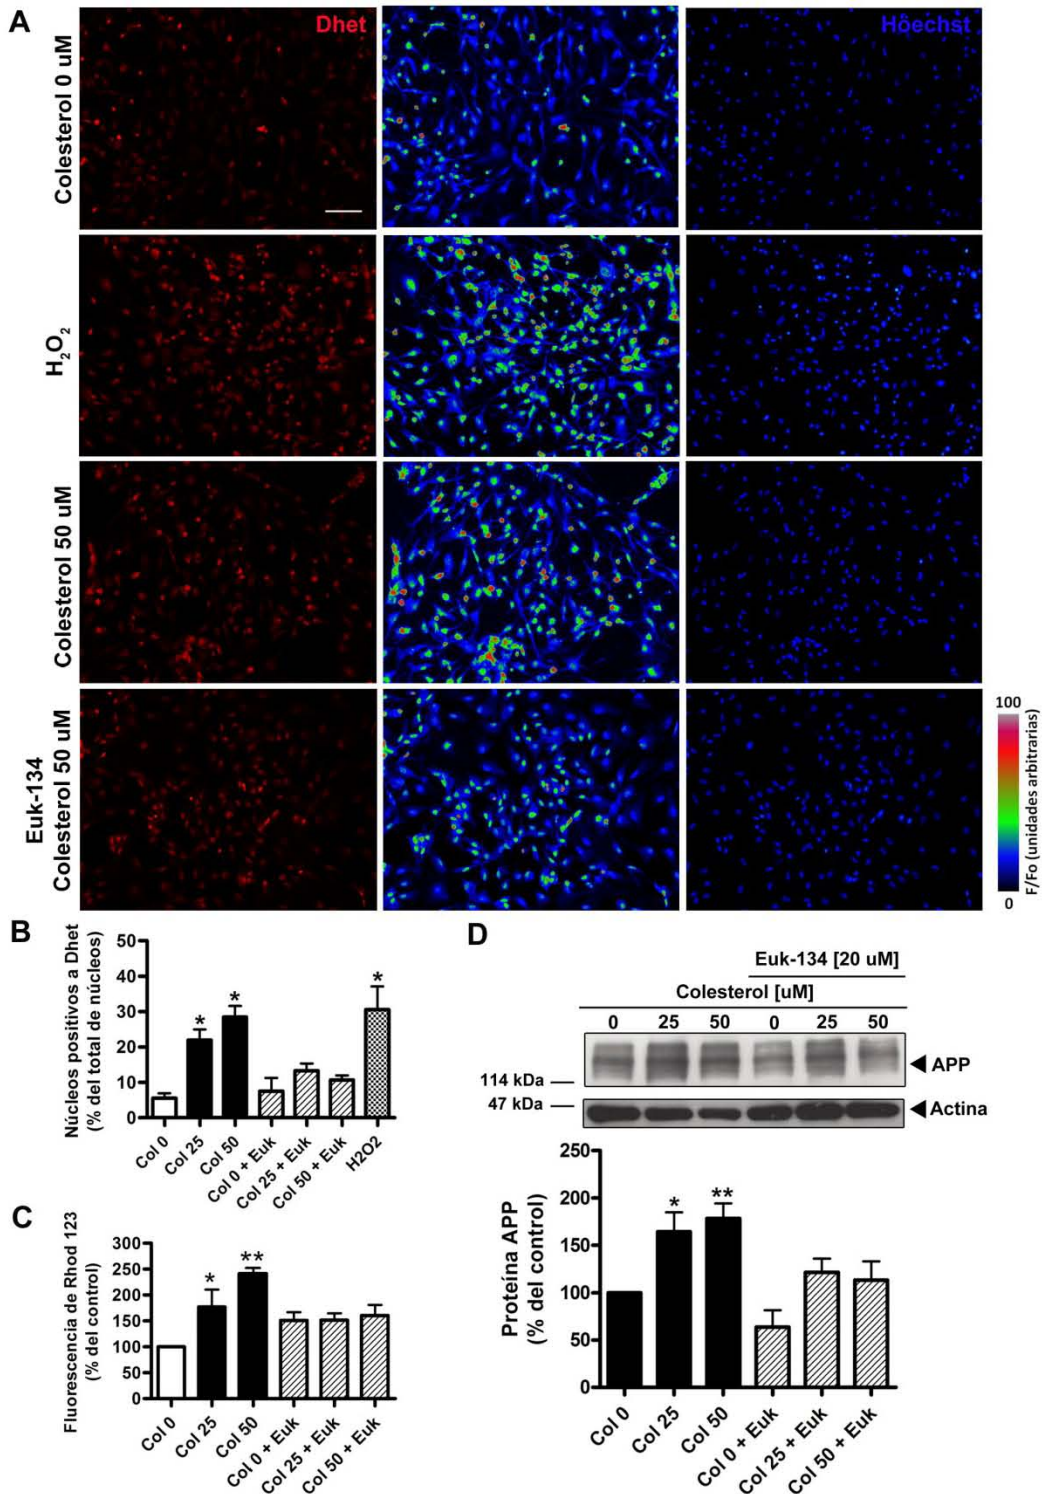 A
Dhet
Höechst
Colesterol 0 uM
H2O2
Colesterol 50 uM
Euk-134
Colesterol 50 uM
100
F/Fo (unidades arbitrarias)
0
B
Núcleos positivos a Dhet
(% del total de núcleos)
50
40
30
20
10
0
*
*
*
Col 0
Col 25
Col 50
Col 0 + Euk
Col 25 + Euk
Col 50 + Euk
H2O2
C
Fluorescencia de Rhod 123
(% del control)
300
250
200
150
100
50
0
*
**
Col 0
Col 25
Col 50
Col 0 + Euk
Col 25 + Euk
Col 50 + Euk
D
Euk-134 [20 uM]
Colesterol [uM]
0 25 50 0 25 50
APP
114 kDa
47 kDa
Actina
Proteína APP
(% del control)
250
200
150
100
50
0
*
**
Col 0
Col 25
Col 50
Col 0 + Euk
Col 25 + Euk
Col 50 + Euk